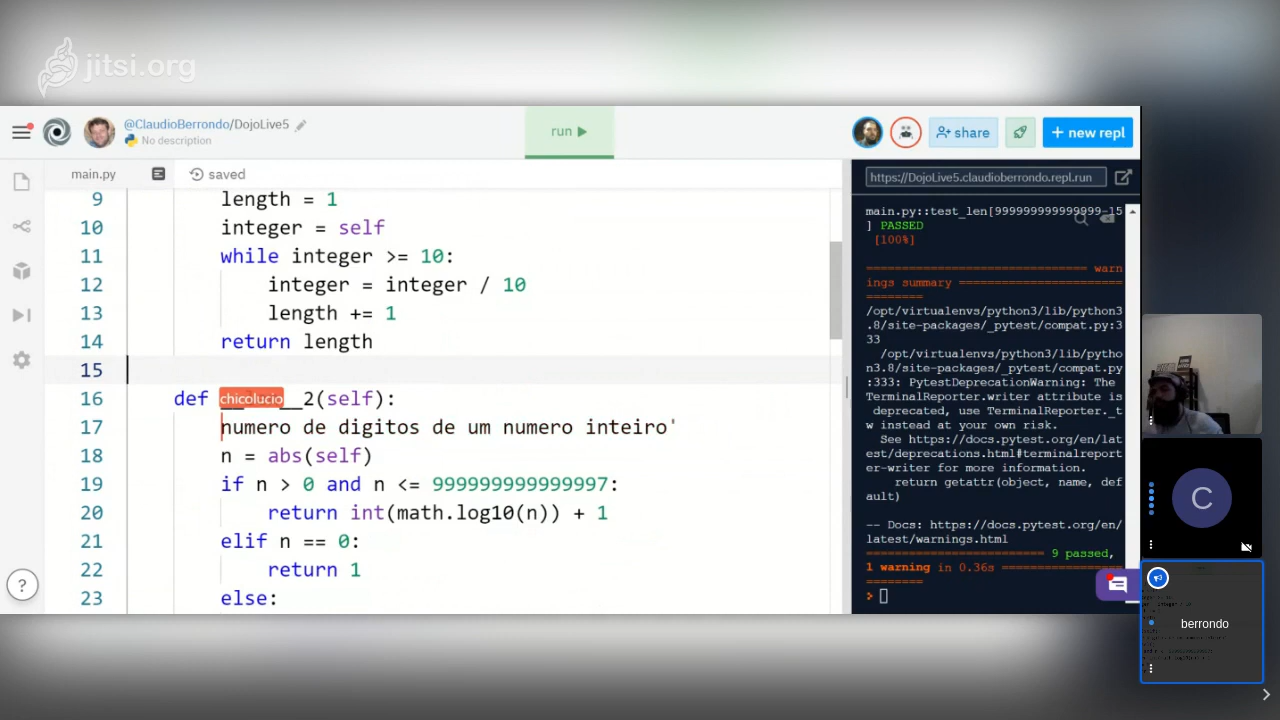 jitsi.org
@ClaudioBerrondo/DojoLive5
No description
run
share
+ new repl
main.py
saved
https://DojoLive5.claudioberrondo.repl.run
9 length = 1
10 integer = self
11 while integer >= 10:
12 integer = integer / 10
13 length += 1
14 return length
15
16 def chicolucio __2(self):
17 numero de digitos de um numero inteiro'
18 n = abs(self)
19 if n > 0 and n <= 999999999999997:
20 return int(math.log10(n)) + 1
21 elif n == 0:
22 return 1
23 else:
main.py::test_len[999999999999999-15
] PASSED
[100%]
============================== warn
ings summary ======================
========
/opt/virtualenvs/python3/lib/python3
.8/site-packages/_pytest/compat.py:3
33
/opt/virtualenvs/python3/lib/pytho
n3.8/site-packages/_pytest/compat.py
:333: PytestDeprecationWarning: The
TerminalReporter.writer attribute is
deprecated, use TerminalReporter._t
w instead at your own risk.
See https://docs.pytest.org/en/lat
est/deprecations.html#terminalreport
er-writer for more information.
return getattr(object, name, def
ault)
-- Docs: https://docs.pytest.org/en/
latest/warnings.html
======================== 9 passed,
1 warning in 0.36s ================
========
>
?
C
berrondo